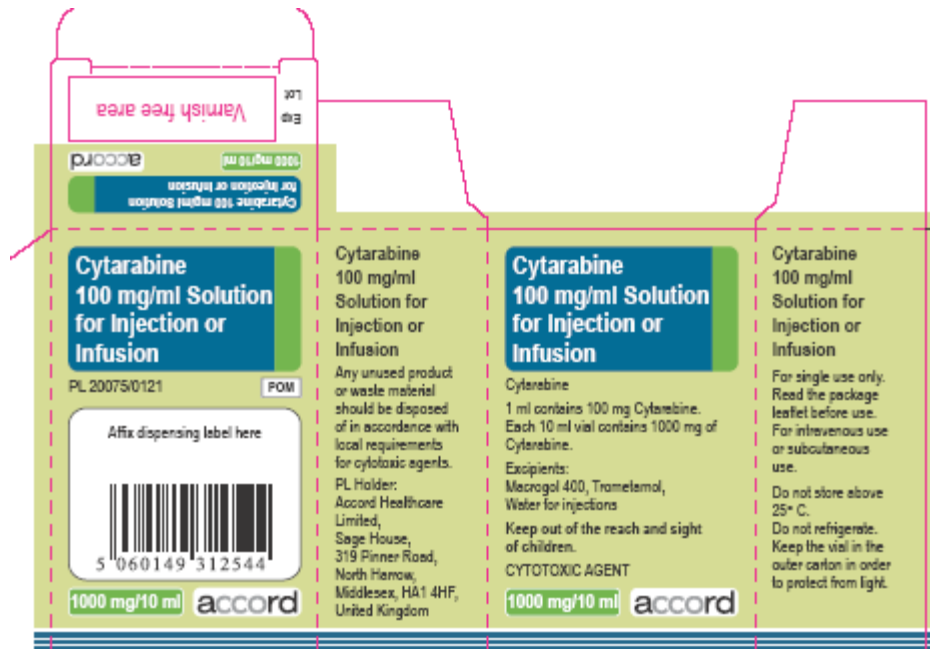 Varnish free area
Lot
Exp
accord
1000 mg/10 ml
Cytarabine 100 mg/ml Solution
for Injection or Infusion
Cytarabine
100 mg/ml Solution
for Injection or
Infusion
PL 20075/0121
POM
Affix dispensing label here
5 060149 312544
1000 mg/10 ml
accord
Cytarabine
100 mg/ml
Solution for
Injection or
Infusion
Any unused product
or waste material
should be disposed
of in accordance with
local requirements
for cytotoxic agents.
PL Holder:
Accord Healthcare
Limited,
Sage House,
319 Pinner Road,
North Harrow,
Middlesex, HA1 4HF,
United Kingdom
Cytarabine
100 mg/ml Solution
for Injection or
Infusion
Cytarabine
1 ml contains 100 mg Cytarabine.
Each 10 ml vial contains 1000 mg of
Cytarabine.
Excipients:
Macrogol 400, Trometamol,
Water for injections
Keep out of the reach and sight
of children.
CYTOTOXIC AGENT
1000 mg/10 ml
accord
Cytarabine
100 mg/ml
Solution for
Injection or
Infusion
For single use only.
Read the package
leaflet before use.
For intravenous use
or subcutaneous
use.
Do not store above
25° C.
Do not refrigerate.
Keep the vial in the
outer carton in order
to protect from light.